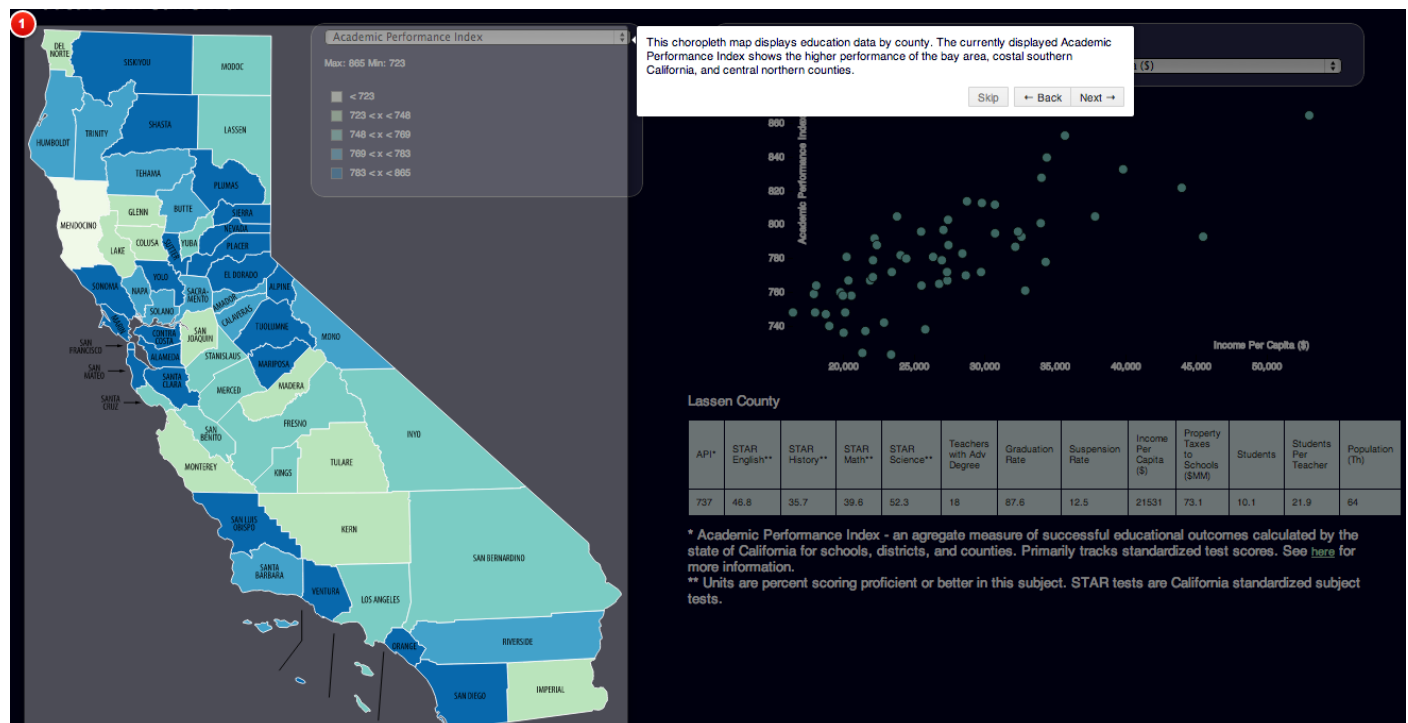 1
Academic Performance Index
Max: 865 Min: 723
< 723
723 < x < 748
748 < x < 769
769 < x < 783
783 < x < 865
This choropleth map displays education data by county. The currently displayed Academic
Performance Index shows the higher performance of the bay area, costal southern
California, and central northern counties.
Skip
← Back
Next →
($)
DEL
NORTE
SISKIYOU
MODOC
HUMBOLDT
TRINITY
SHASTA
LASSEN
TEHAMA
PLUMAS
MENDOCINO
GLENN
BUTTE
SIERRA
NEVADA
LAKE
COLUSA
SUTTER
YUBA
PLACER
SONOMA
NAPA
YOLO
SACRA-
MENTO
EL DORADO
ALPINE
AMADOR
SOLANO
CALAVERAS
MARIN
CONTRA
COSTA
SAN
JOAQUIN
TUOLUMNE
MONO
SAN
FRANCISCO
ALAMEDA
STANISLAUS
SAN
MATEO
SANTA
CLARA
MARIPOSA
MERCED
MADERA
SANTA
CRUZ
SAN
BENITO
FRESNO
INYO
MONTEREY
KINGS
TULARE
SAN LUIS
OBISPO
KERN
SAN BERNARDINO
SANTA
BARBARA
VENTURA
LOS ANGELES
ORANGE
RIVERSIDE
SAN DIEGO
IMPERIAL
Academic Performance Index
860
840
820
800
780
760
740
Income Per Capita ($)
20,000 25,000 30,000 35,000 40,000 45,000 50,000
Lassen County
API* STAR English** STAR History** STAR Math** STAR Science** Teachers with Adv Degree Graduation Rate Suspension Rate Income Per Capita ($) Property Taxes to Schools ($MM) Students Students Per Teacher Population (Th)
737 46.8 35.7 39.6 52.3 18 87.6 12.5 21531 73.1 10.1 21.9 64
* Academic Performance Index - an agregate measure of successful educational outcomes calculated by the
state of California for schools, districts, and counties. Primarily tracks standardized test scores. See here for
more information.
** Units are percent scoring proficient or better in this subject. STAR tests are California standardized subject
tests.